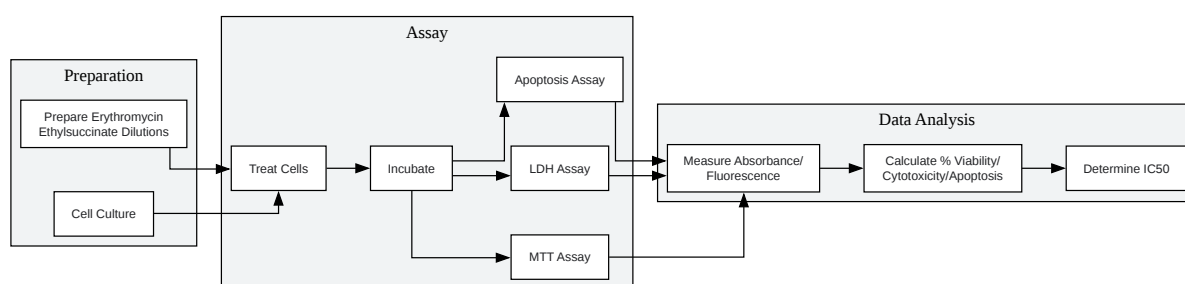 Preparation
Prepare Erythromycin
Ethylsuccinate Dilutions
Cell Culture
Assay
Treat Cells
Incubate
Apoptosis Assay
LDH Assay
MTT Assay
Data Analysis
Measure Absorbance/
Fluorescence
Calculate % Viability/
Cytotoxicity/Apoptosis
Determine IC50